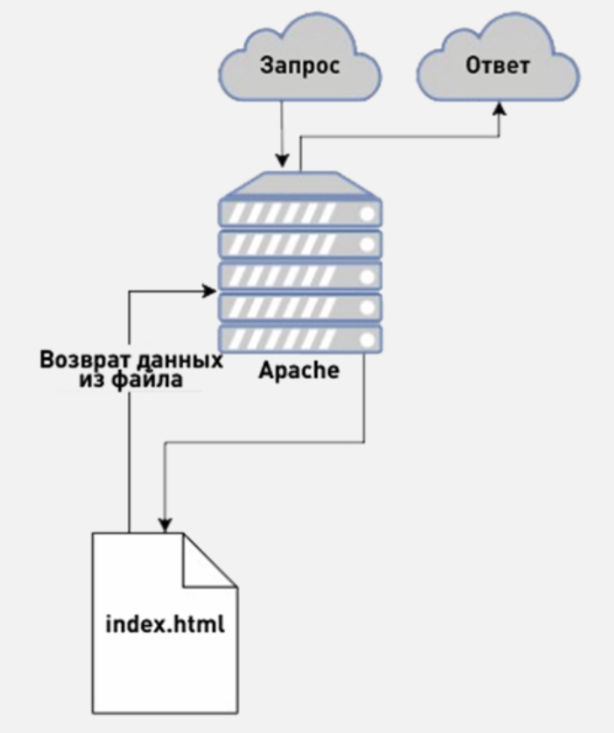 Запрос
Ответ
Возврат данных
из файла
Apache
index.html